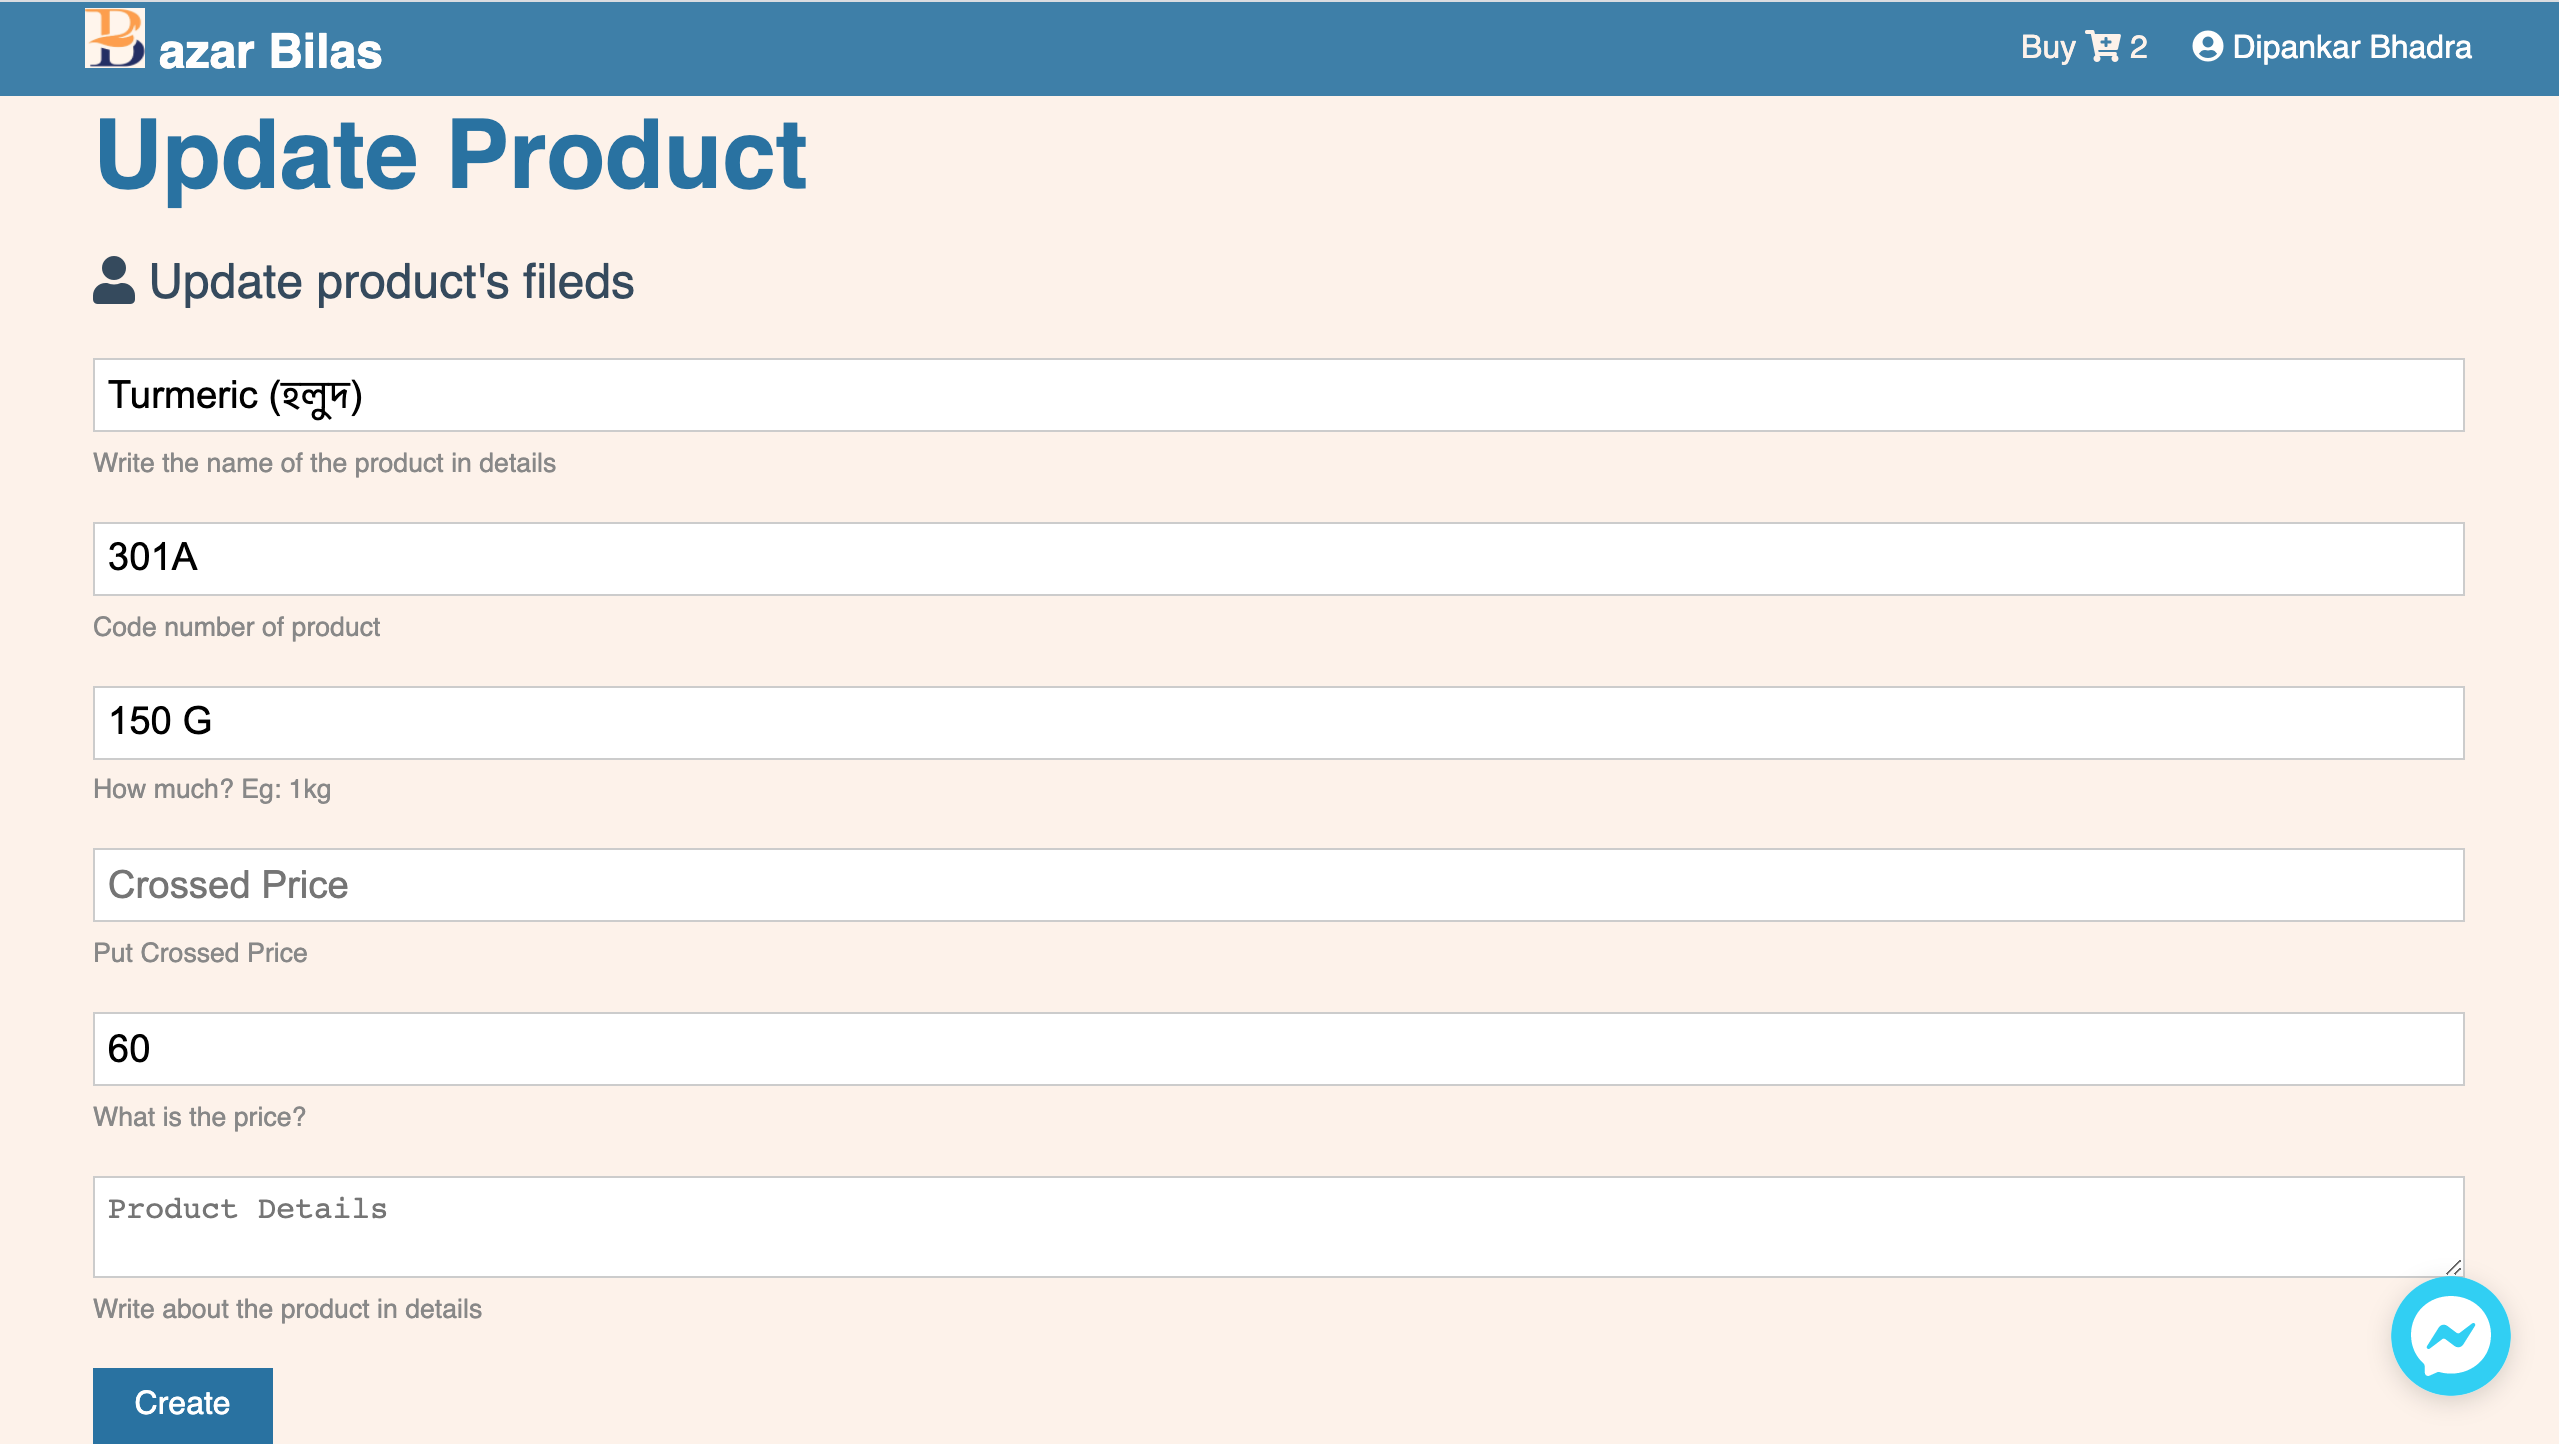 B azar Bilas
Buy 2 Dipankar Bhadra
Update Product
Update product's fileds
Turmeric (হলুদ)
Write the name of the product in details
301A
Code number of product
150 G
How much? Eg: 1kg
Crossed Price
Put Crossed Price
60
What is the price?
Product Details
Write about the product in details
Create